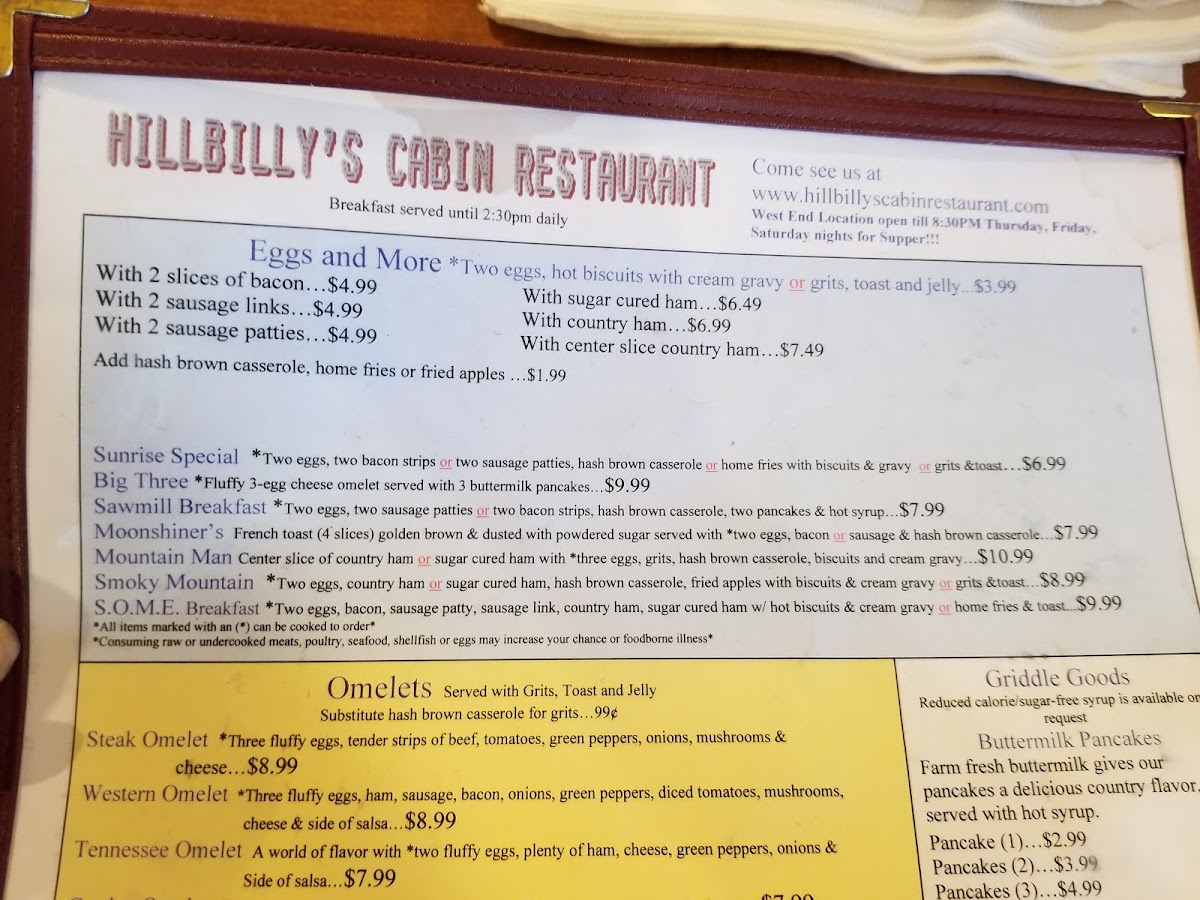 HILLBILLY'S CABIN RESTAURANT
Breakfast served until 2:30pm daily
Come see us at
www.hillbillyscabinrestaurant.com
West End Location open till 8:30PM Thursday, Friday,
Saturday nights for Supper!!!
Eggs and More *Two eggs, hot biscuits with cream gravy or grits, toast and jelly...$3.99
With 2 slices of bacon...$4.99
With 2 sausage links...$4.99
With 2 sausage patties...$4.99
With sugar cured ham...$6.49
With country ham...$6.99
With center slice country ham...$7.49
Add hash brown casserole, home fries or fried apples ...$1.99
Sunrise Special *Two eggs, two bacon strips or two sausage patties, hash brown casserole or home fries with biscuits & gravy or grits &toast...$6.99
Big Three *Fluffy 3-egg cheese omelet served with 3 buttermilk pancakes...$9.99
Sawmill Breakfast *Two eggs, two sausage patties or two bacon strips, hash brown casserole, two pancakes & hot syrup...$7.99
Moonshiner's French toast (4 slices) golden brown & dusted with powdered sugar served with *two eggs, bacon or sausage & hash brown casserole...$7.99
Mountain Man Center slice of country ham or sugar cured ham with *three eggs, grits, hash brown casserole, biscuits and cream gravy...$10.99
Smoky Mountain *Two eggs, country ham or sugar cured ham, hash brown casserole, fried apples with biscuits & cream gravy or grits &toast...$8.99
S.O.M.E. Breakfast *Two eggs, bacon, sausage patty, sausage link, country ham, sugar cured ham w/ hot biscuits & cream gravy or home fries & toast...$9.99
*All items marked with an (*) can be cooked to order*
*Consuming raw or undercooked meats, poultry, seafood, shellfish or eggs may increase your chance or foodborne illness*
Omelets Served with Grits, Toast and Jelly
Substitute hash brown casserole for grits...99¢
Steak Omelet *Three fluffy eggs, tender strips of beef, tomatoes, green peppers, onions, mushrooms &
cheese...$8.99
Western Omelet *Three fluffy eggs, ham, sausage, bacon, onions, green peppers, diced tomatoes, mushrooms,
cheese & side of salsa...$8.99
Tennessee Omelet A world of flavor with *two fluffy eggs, plenty of ham, cheese, green peppers, onions &
Side of salsa...$7.99
Griddle Goods
Reduced calorie/sugar-free syrup is available on
request
Buttermilk Pancakes
Farm fresh buttermilk gives our
pancakes a delicious country flavor.
served with hot syrup.
Pancake (1)...$2.99
Pancakes (2)...$3.99
Pancakes (3)...$4.99